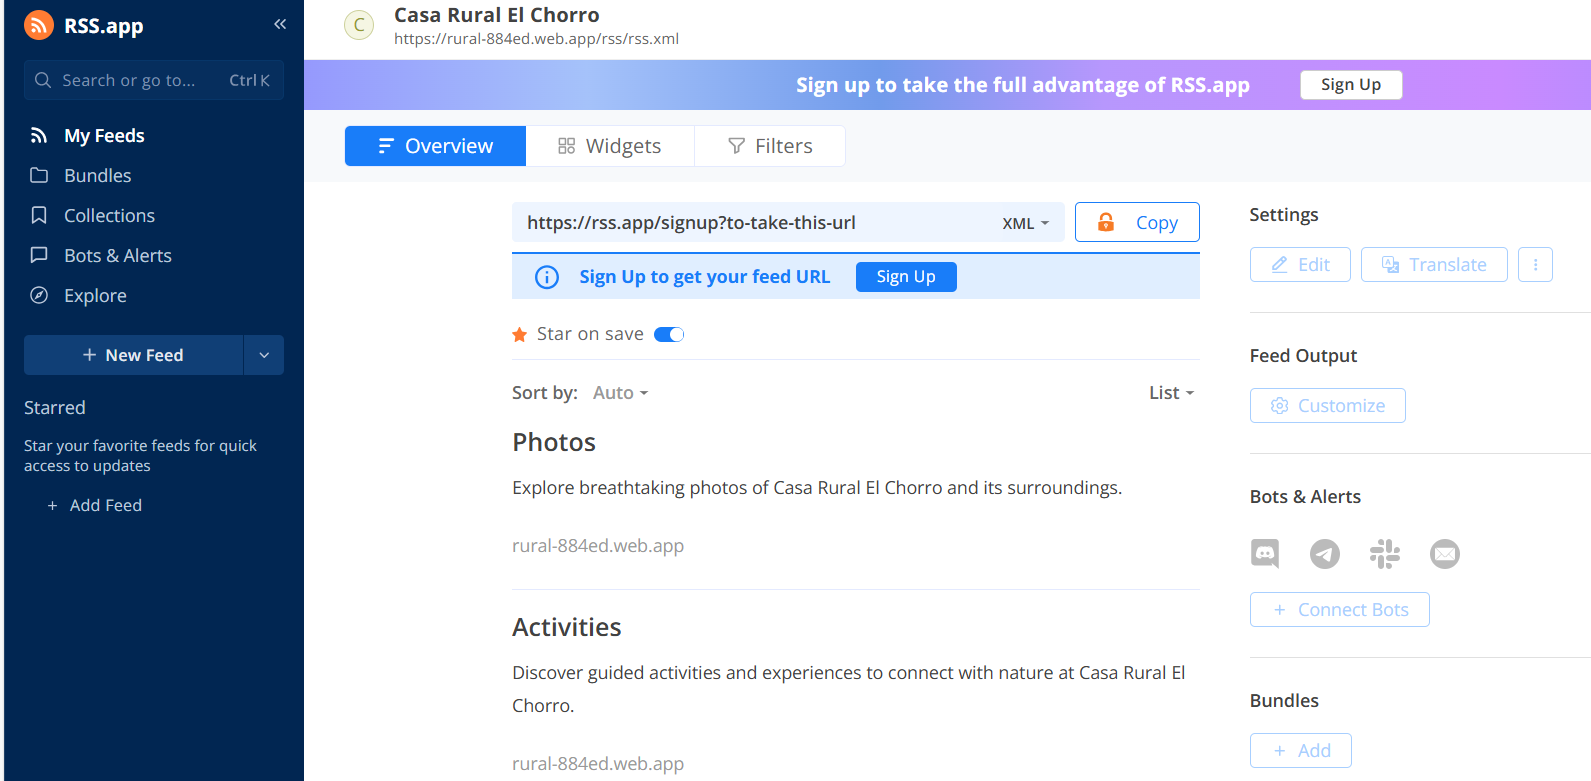 RSS.app
Search or go to... Ctrl K
My Feeds
Bundles
Collections
Bots & Alerts
Explore
+ New Feed
Starred
Star your favorite feeds for quick
access to updates
+ Add Feed
C
Casa Rural El Chorro
https://rural-884ed.web.app/rss/rss.xml
Sign up to take the full advantage of RSS.app
Sign Up
Overview
Widgets
Filters
https://rss.app/signup?to-take-this-url XML
Copy
Sign Up to get your feed URL
Sign Up
Star on save
Sort by: Auto
List
Photos
Explore breathtaking photos of Casa Rural El Chorro and its surroundings.
rural-884ed.web.app
Activities
Discover guided activities and experiences to connect with nature at Casa Rural El
Chorro.
rural-884ed.web.app
Settings
Edit
Translate
Feed Output
Customize
Bots & Alerts
+ Connect Bots
Bundles
+ Add